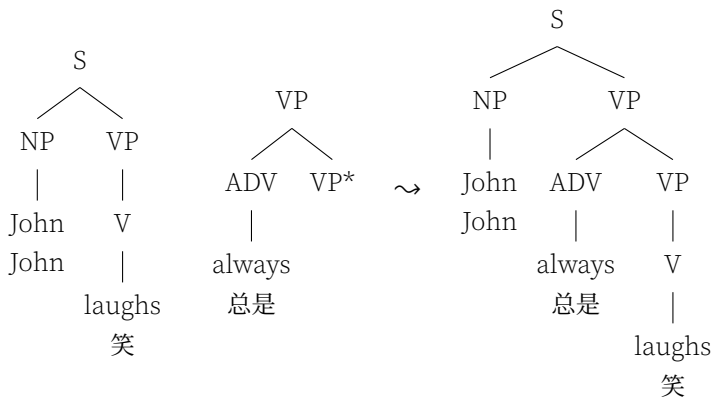 S
NP VP
John V
John
laughs
笑
VP
ADV VP*
always
总是
⤳
S
NP VP
John ADV VP
John
always V
总是
laughs
笑